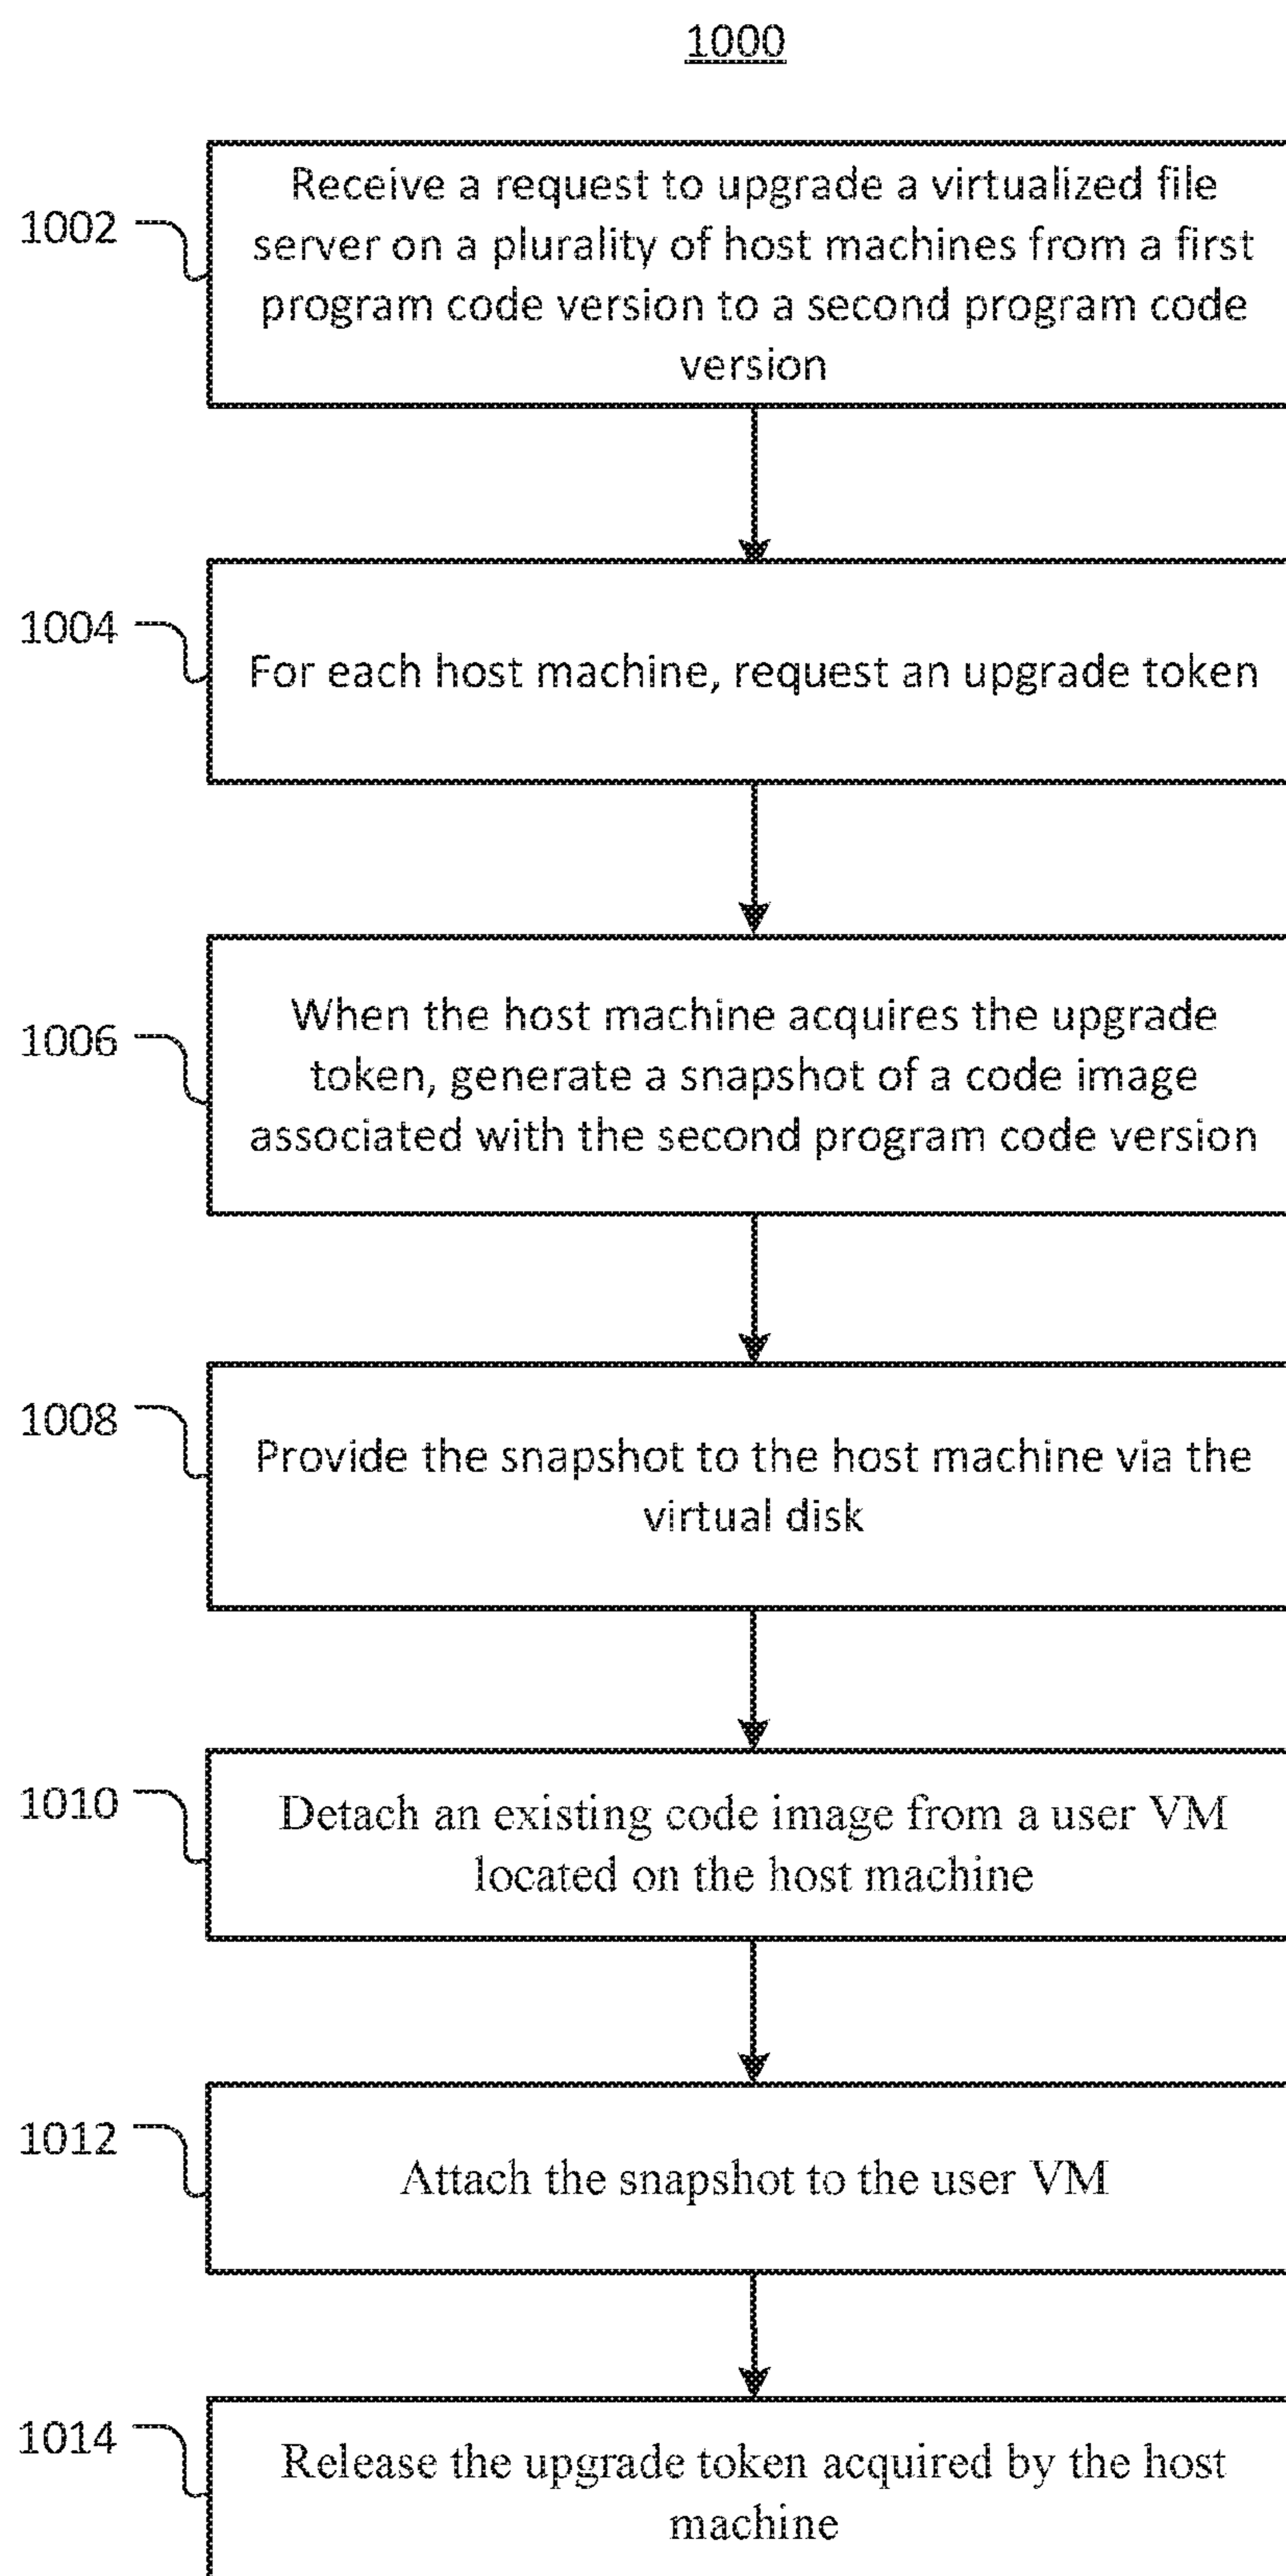 1000
1002
Receive a request to upgrade a virtualized file
server on a plurality of host machines from a first
program code version to a second program code
version
1004
For each host machine, request an upgrade token
1006
When the host machine acquires the upgrade
token, generate a snapshot of a code image
associated with the second program code version
1008
Provide the snapshot to the host machine via the
virtual disk
1010
Detach an existing code image from a user VM
located on the host machine
1012
Attach the snapshot to the user VM
1014
Release the upgrade token acquired by the host
machine